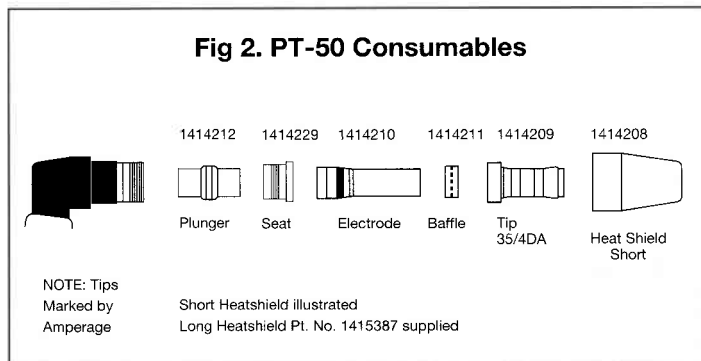 Fig 2. PT-50 Consumables
1414212 1414229 1414210 1414211 1414209 1414208
Plunger Seat Electrode Baffle Tip
35/4DA
Heat Shield
Short
NOTE: Tips
Marked by Short Heatshield illustrated
Amperage Long Heatshield Pt. No. 1415387 supplied